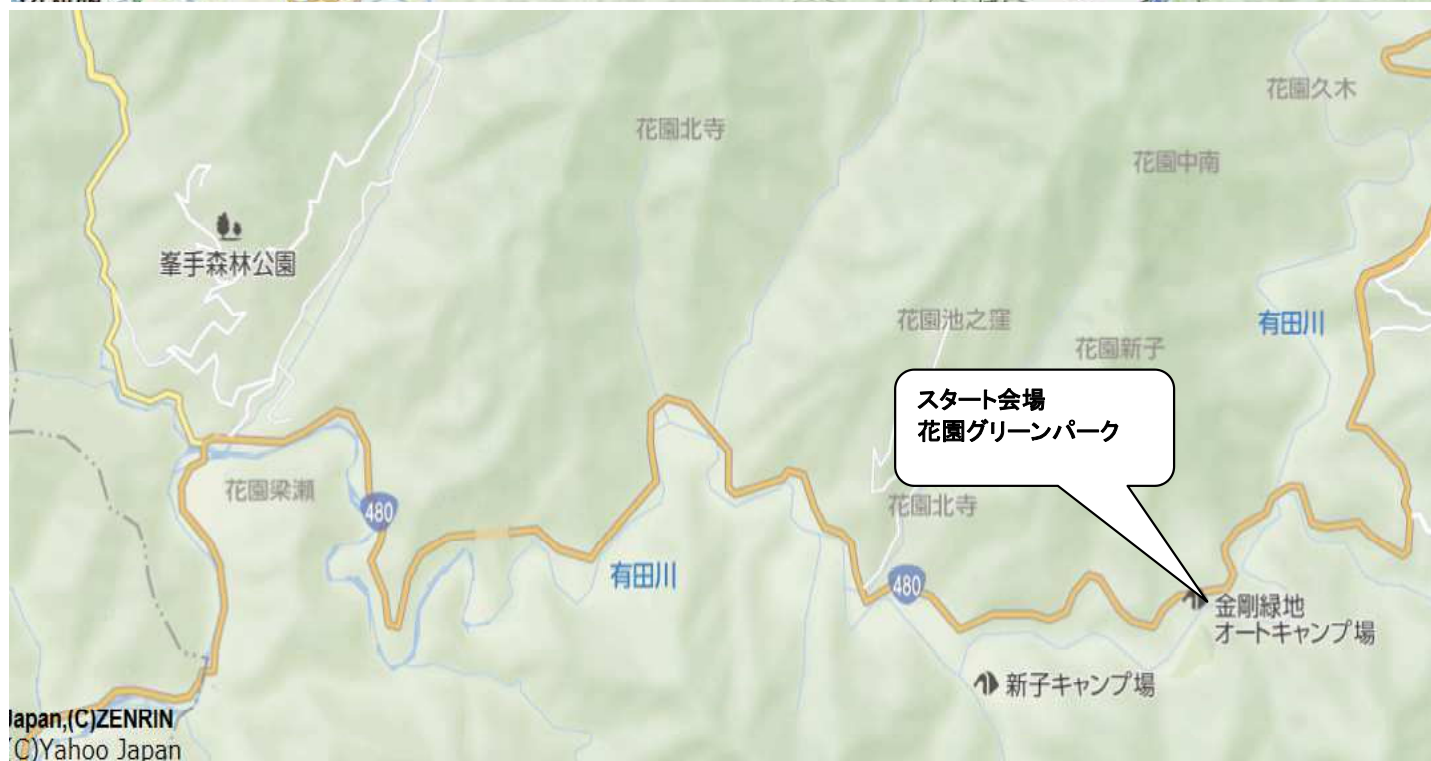 花園久木
花園北寺
花園中南
峯手森林公園
花園池之窪
有田川
花園新子
スタート会場
花園グリーンパーク
花園梁瀬
480
花園北寺
有田川
480
金剛緑地
オートキャンプ場
新子キャンプ場
Japan,(C)ZENRIN
(C)Yahoo Japan